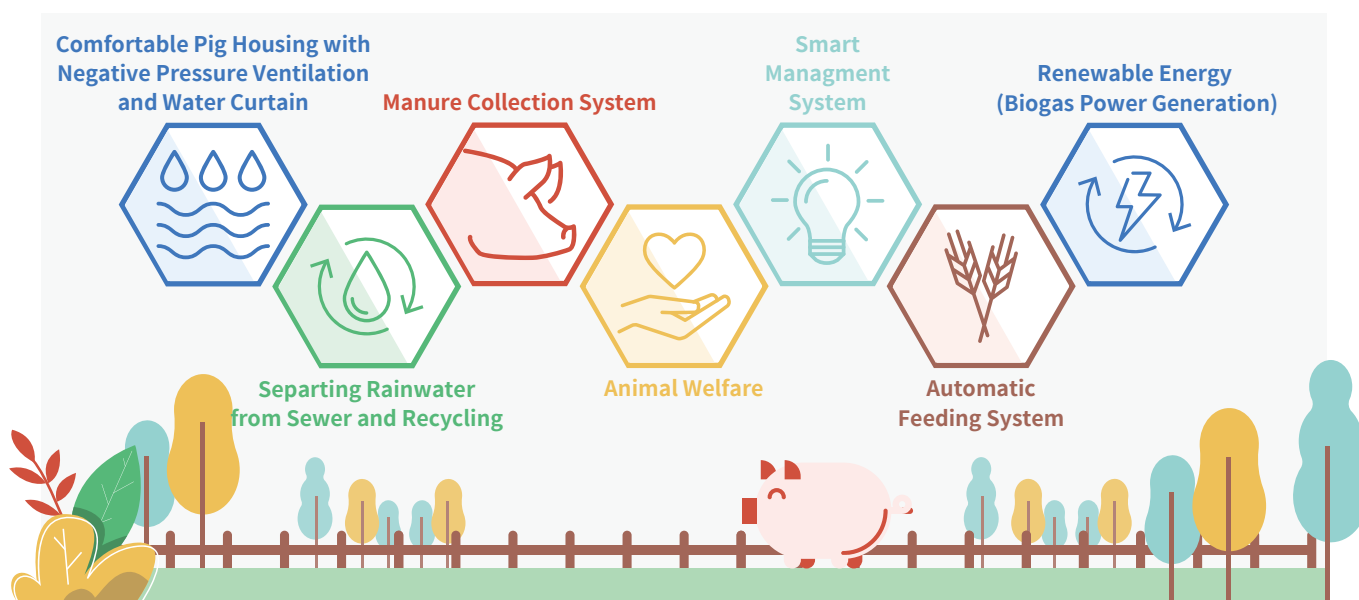 Comfortable Pig Housing with
Negative Pressure Ventilation
and Water Curtain
Manure Collection System
Smart
Managment
System
Renewable Energy
(Biogas Power Generation)
Separting Rainwater
from Sewer and Recycling
Animal Welfare
Automatic
Feeding System